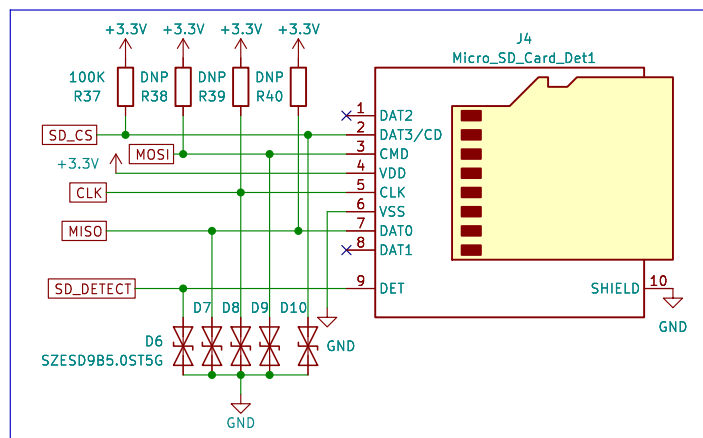 +3.3V +3.3V +3.3V +3.3V
J4
Micro_SD_Card_Det1
100K DNP DNP DNP
R37 R38 R39 R40
1 DAT2
SD_CS 2 DAT3/CD
MOSI 3 CMD
+3.3V 4 VDD
CLK 5 CLK
6 VSS
MISO 7 DAT0
8 DAT1
SD_DETECT 9 DET SHIELD 10
D7 D8 D9 D10
GND
D6 GND
SZESD9B5.0ST5G
GND